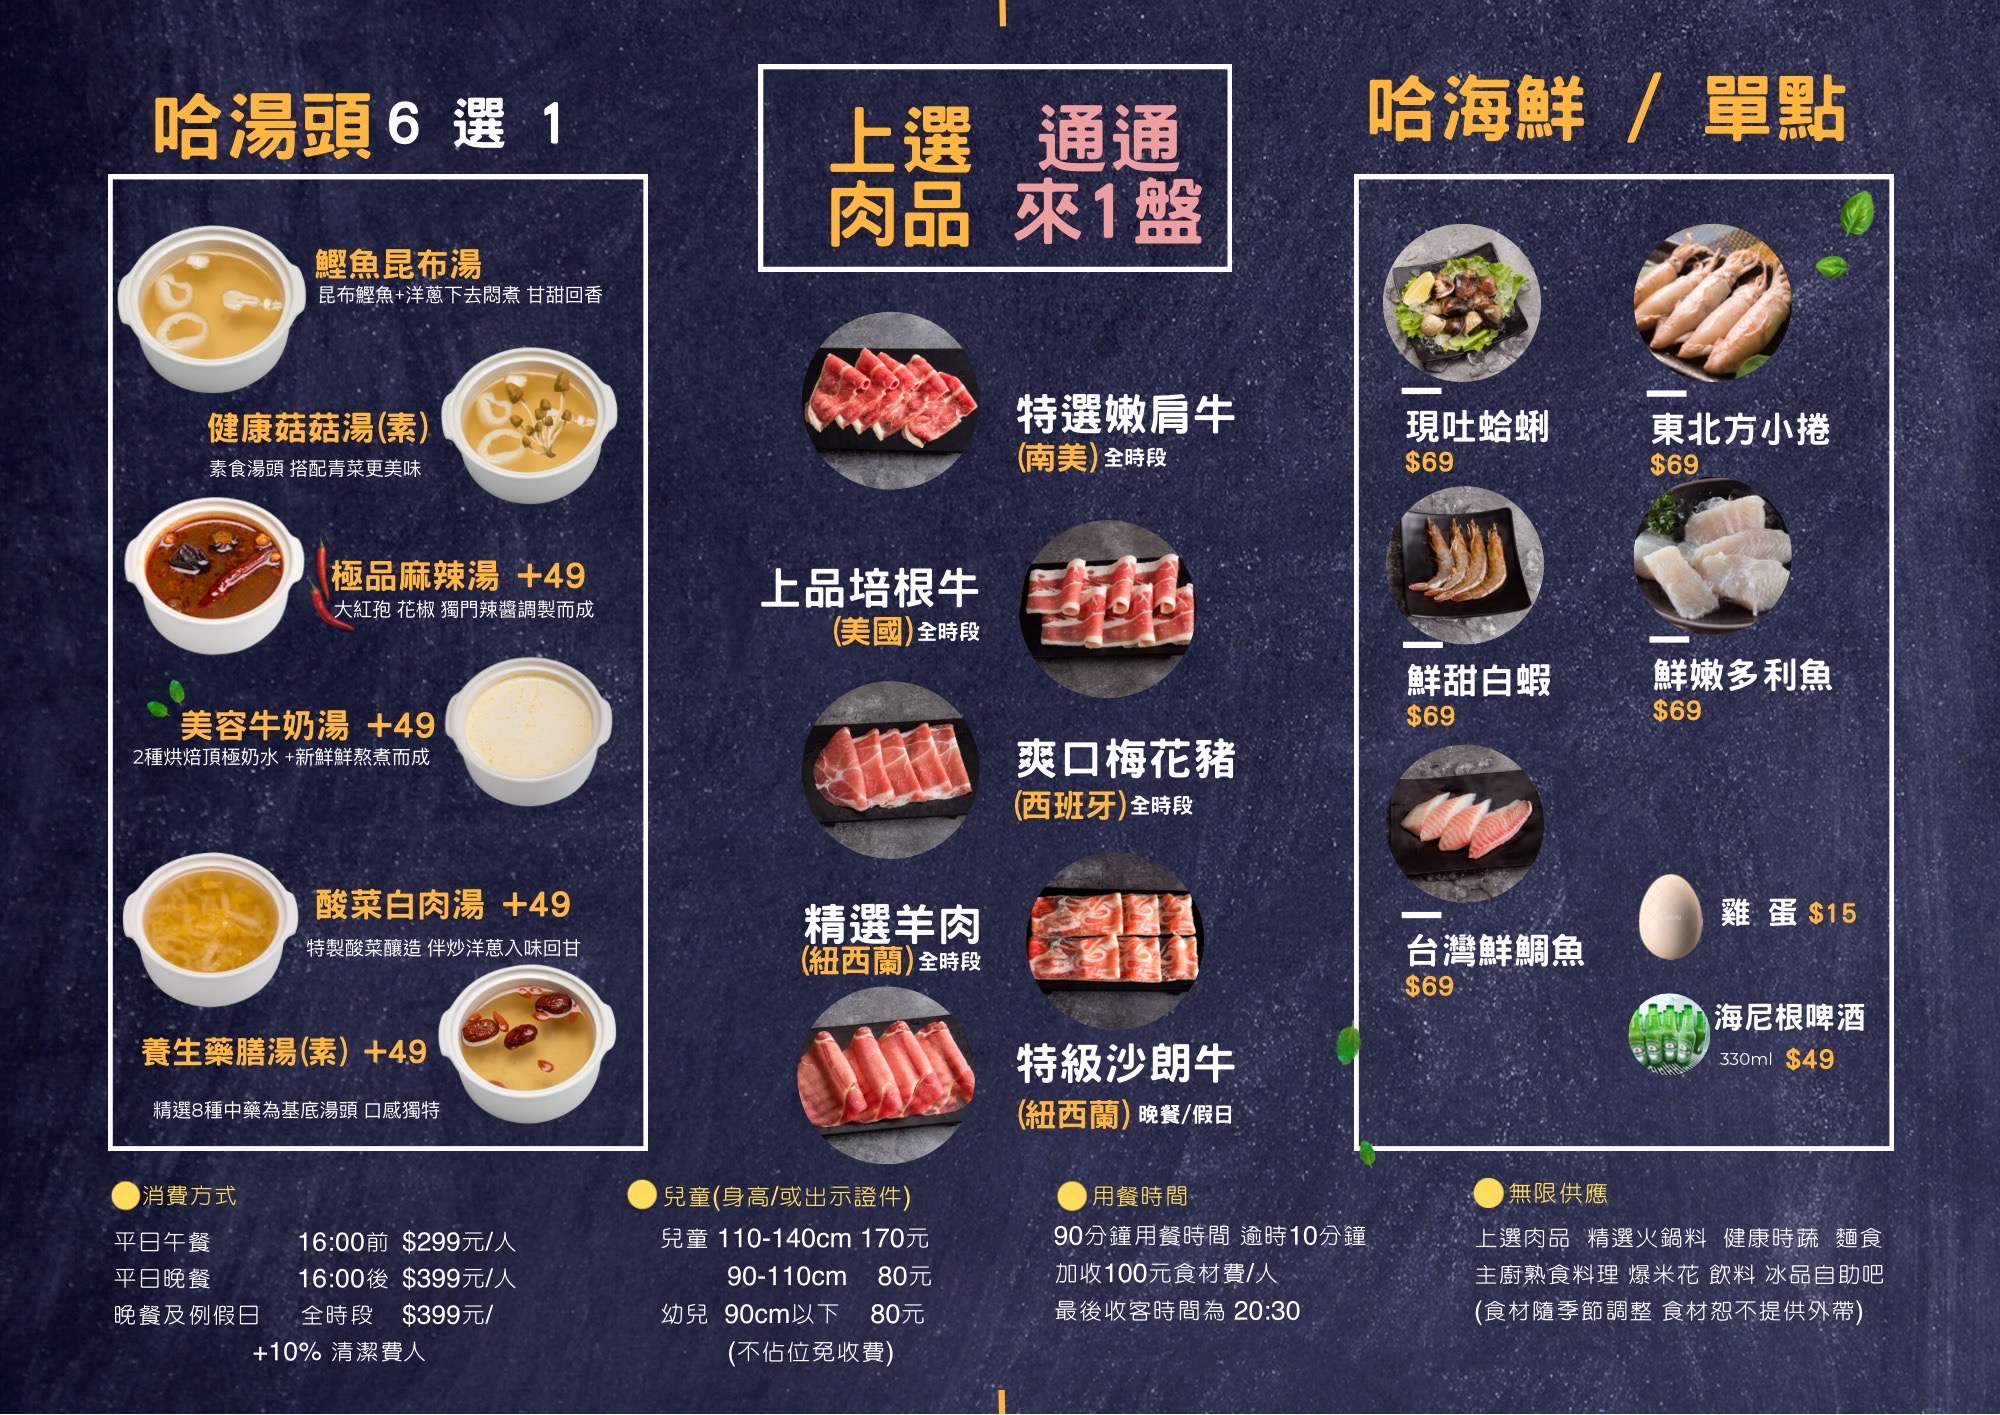 哈湯頭 6 選 1
鰹魚昆布湯
昆布鰹魚+洋蔥下去悶煮 甘甜回香
健康菇菇湯(素)
素食湯頭 搭配青菜更美味
極品麻辣湯 +49
大紅孢 花椒 獨門辣醬調製而成
美容牛奶湯 +49
2種烘焙頂極奶水 +新鮮鮮熬煮而成
酸菜白肉湯 +49
特製酸菜釀造 伴炒洋蔥入味回甘
養生藥膳湯(素) +49
精選8種中藥為基底湯頭 口感獨特
上選 通通
肉品 來1盤
特選嫩肩牛
(南美) 全時段
上品培根牛
(美國) 全時段
爽口梅花豬
(西班牙) 全時段
精選羊肉
(紐西蘭) 全時段
特級沙朗牛
(紐西蘭) 晚餐/假日
哈海鮮 / 單點
現吐蛤蜊
$69
東北方小捲
$69
鮮甜白蝦
$69
鮮嫩多利魚
$69
台灣鮮鯛魚
$69
雞 蛋 $15
海尼根啤酒
330ml $49
消費方式
平日午餐 16:00前 $299元/人
平日晚餐 16:00後 $399元/人
晚餐及例假日 全時段 $399元/
+10% 清潔費人
兒童(身高/或出示證件)
兒童 110-140cm 170元
90-110cm 80元
幼兒 90cm以下 80元
(不佔位免收費)
用餐時間
90分鐘用餐時間 逾時10分鐘
加收100元食材費/人
最後收客時間為 20:30
無限供應
上選肉品 精選火鍋料 健康時蔬 麵食
主廚熟食料理 爆米花 飲料 冰品自助吧
(食材隨季節調整 食材恕不提供外帶)